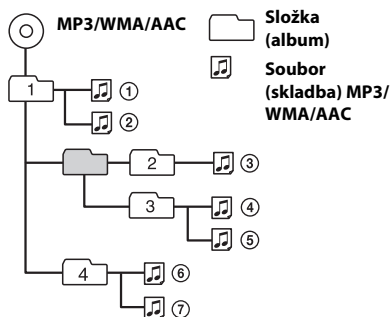 MP3/WMA/AAC
Složka
(album)
Soubor
(skladba) MP3/
WMA/AAC
1
①
②
2
③
3
④
⑤
4
⑥
⑦